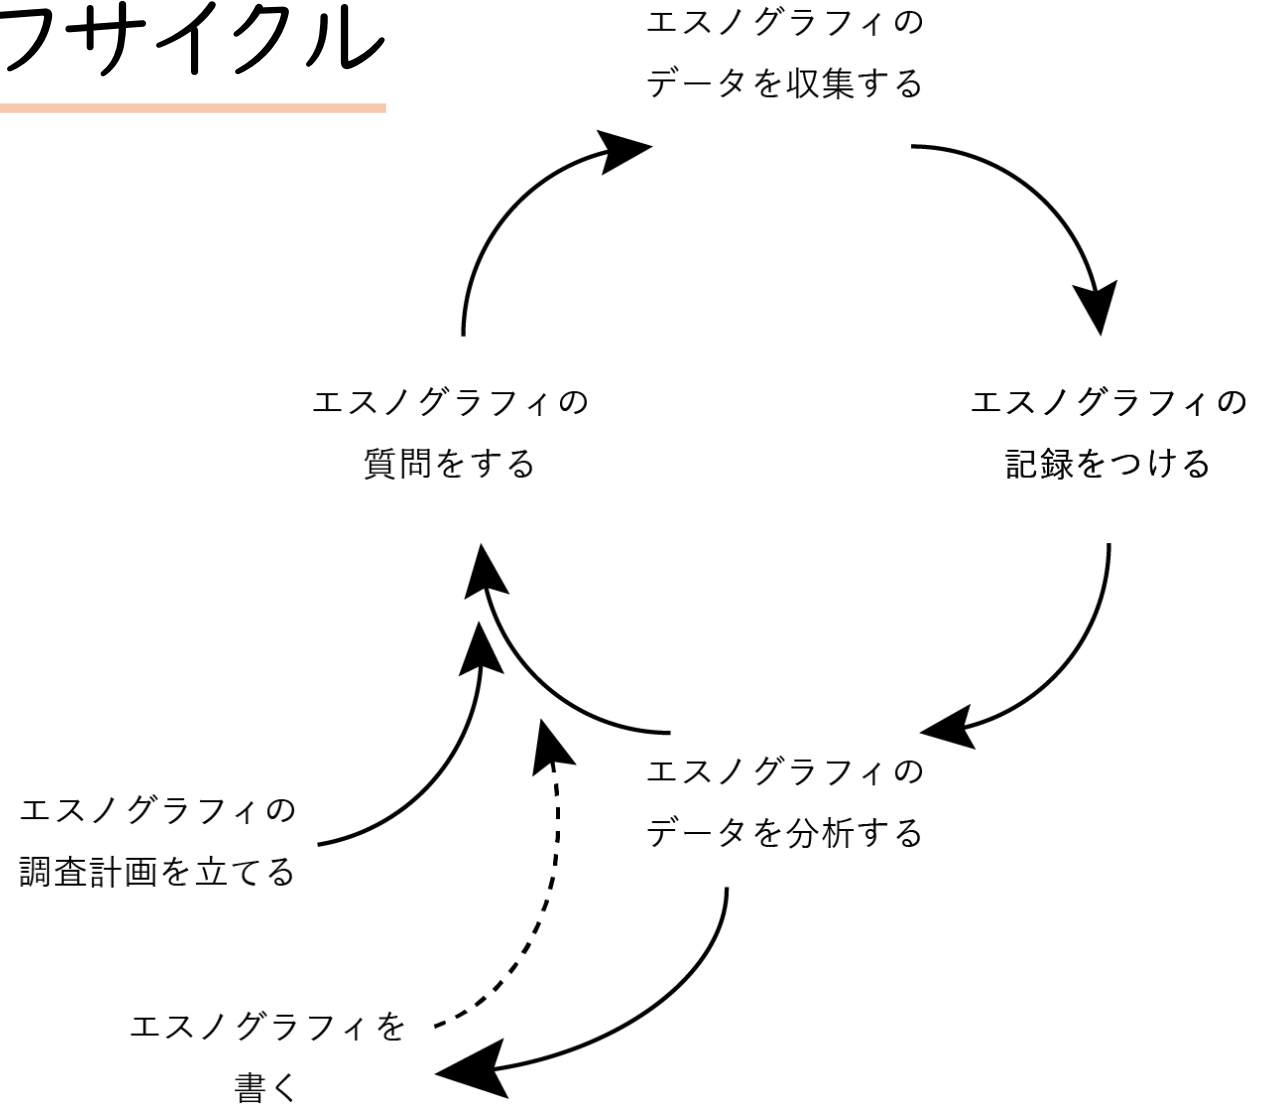 フサイクル
エスノグラフィの
データを収集する
エスノグラフィの
質問をする
エスノグラフィの
記録をつける
エスノグラフィの
データを分析する
エスノグラフィの
調査計画を立てる
エスノグラフィを
書く